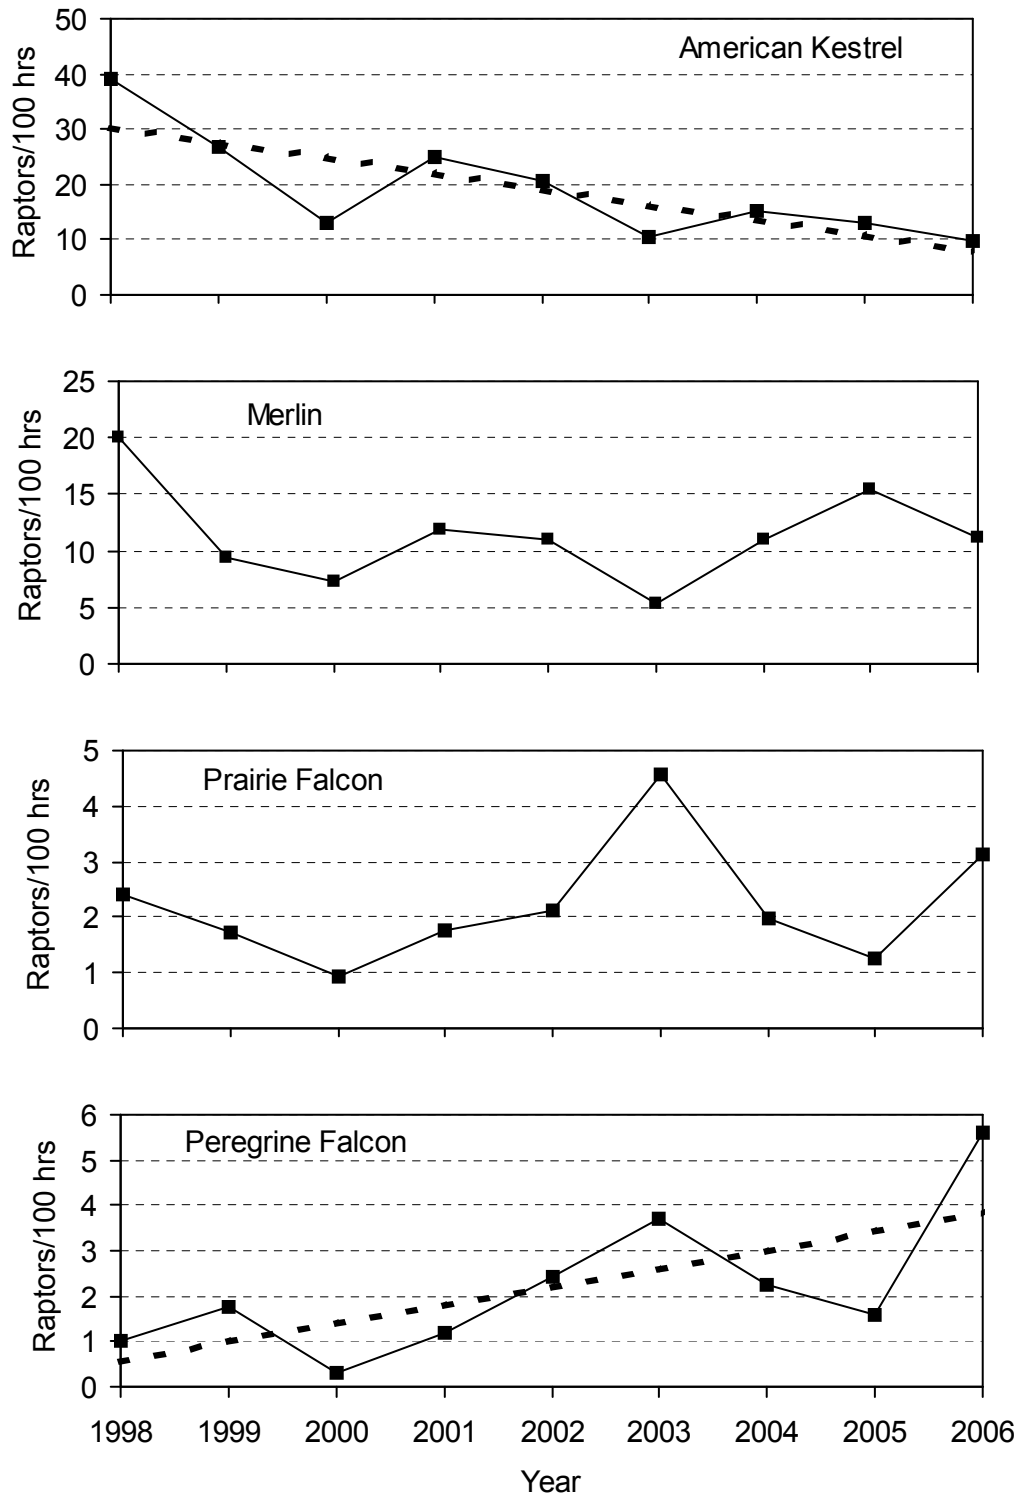 American Kestrel
Raptors/100 hrs
50
40
30
20
10
0
Merlin
Raptors/100 hrs
25
20
15
10
5
0
Prairie Falcon
Raptors/100 hrs
5
4
3
2
1
0
Peregrine Falcon
Raptors/100 hrs
6
5
4
3
2
1
0
1998 1999 2000 2001 2002 2003 2004 2005 2006
Year